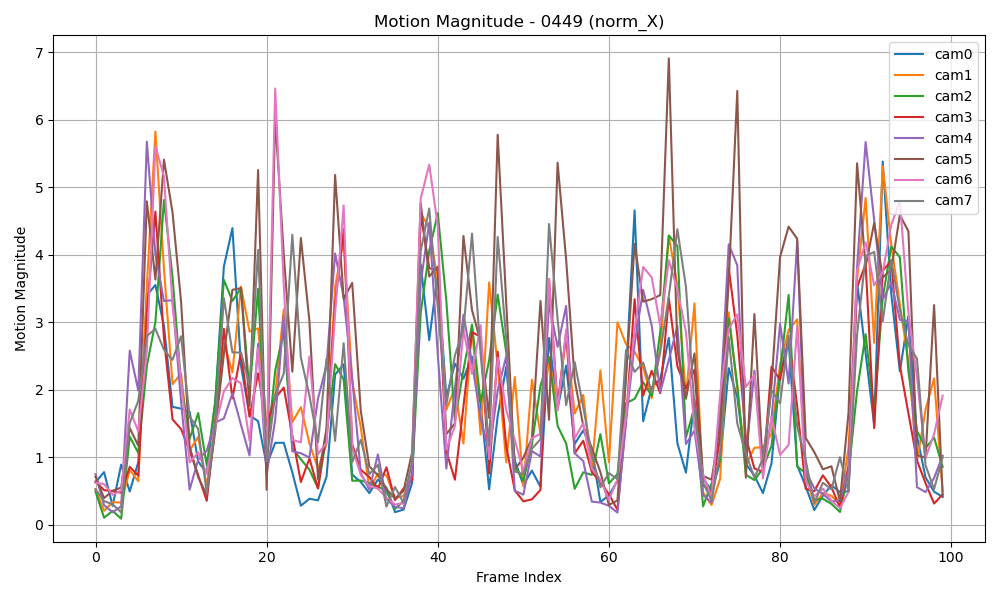 Motion Magnitude - 0449 (norm_X)
Motion Magnitude
7
6
5
4
3
2
1
0
0
20
40
60
80
100
Frame Index
cam0
cam1
cam2
cam3
cam4
cam5
cam6
cam7